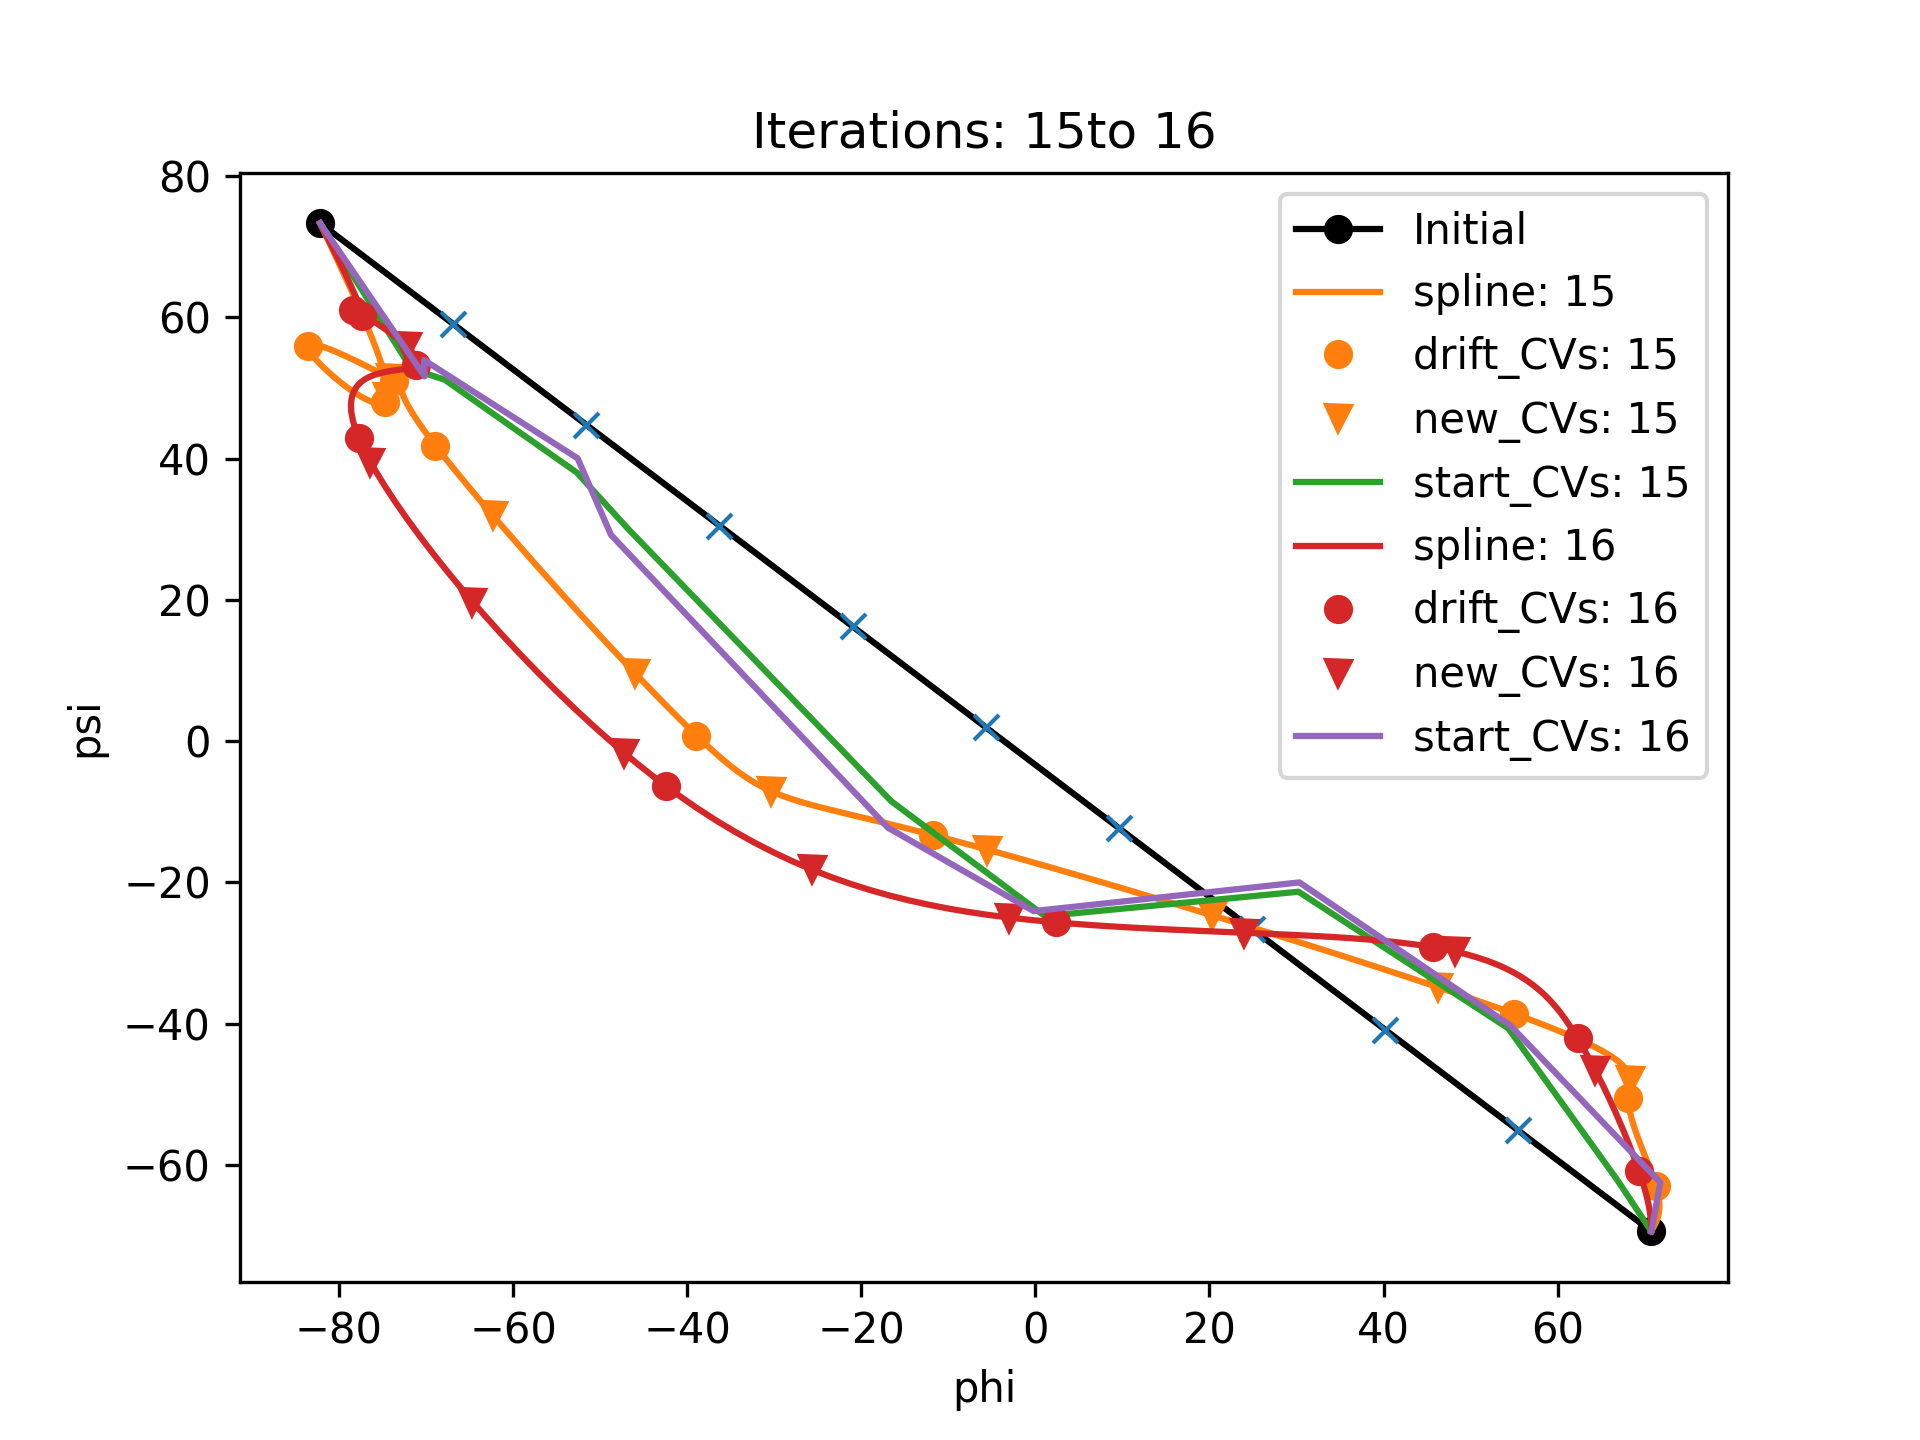 Iterations: 15to 16
80
60
40
20
0
−20
−40
−60
psi
Initial
spline: 15
drift_CVs: 15
new_CVs: 15
start_CVs: 15
spline: 16
drift_CVs: 16
new_CVs: 16
start_CVs: 16
−80 −60 −40 −20 0 20 40 60
phi